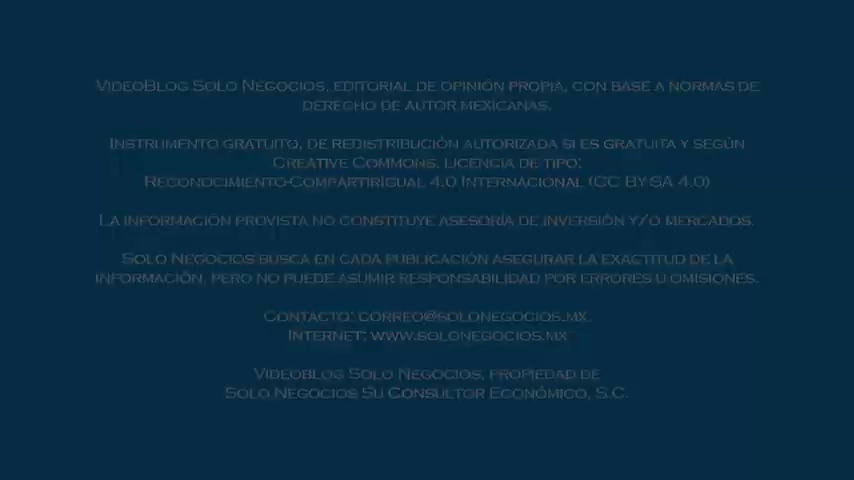 VideoBlog Solo Negocios, editorial de opinión propia, con base a normas de
derecho de autor mexicanas.
Instrumento gratuito, de redistribución autorizada si es gratuita y según
Creative Commons, licencia de tipo:
Reconocimiento-CompartirIgual 4.0 Internacional (CC BY-SA 4.0)
La información provista no constituye asesoría de inversión y/o mercados.
Solo Negocios busca en cada publicación asegurar la exactitud de la
información, pero no puede asumir responsabilidad por errores u omisiones.
Contacto: correo@solonegocios.mx
Internet: www.solonegocios.mx
Videoblog Solo Negocios, propiedad de
Solo Negocios Su Consultor Económico, S.C.